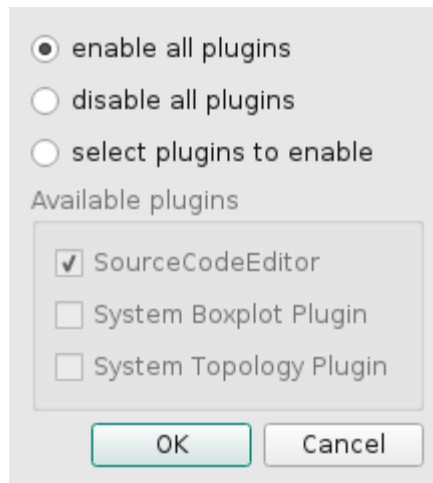 enable all plugins
disable all plugins
select plugins to enable
Available plugins
SourceCodeEditor
System Boxplot Plugin
System Topology Plugin
OK Cancel